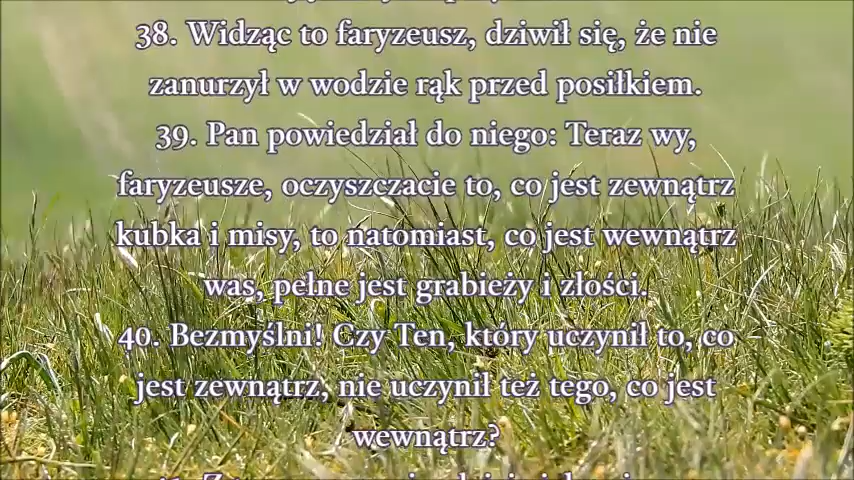 38. Widząc to faryzeusz, dziwił się, że nie
zanurzył w wodzie rąk przed posiłkiem.
39. Pan powiedział do niego: Teraz wy,
faryzeusze, oczyszczacie to, co jest zewnątrz
kubka i misy, to natomiast, co jest wewnątrz
was, pełne jest grabieży i złości.
40. Bezmyślni! Czy Ten, który uczynił to, co
jest zewnątrz, nie uczynił też tego, co jest
wewnątrz?